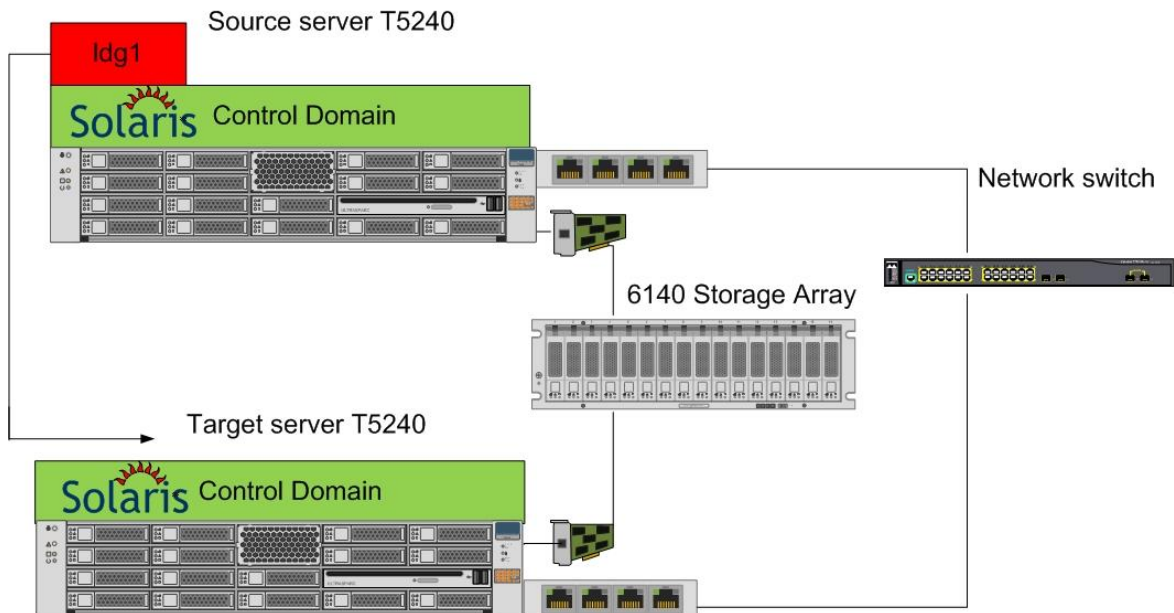 Source server T5240
ldg1
Solaris Control Domain
Network switch
6140 Storage Array
Target server T5240
Solaris Control Domain